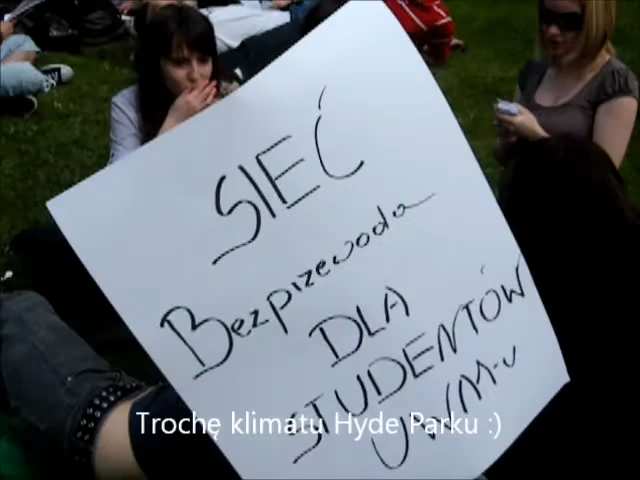 SIEĆ
Bezprzewoda
DLA
STUDENTÓW
UWM-u
Trochę klimatu Hyde Parku :)